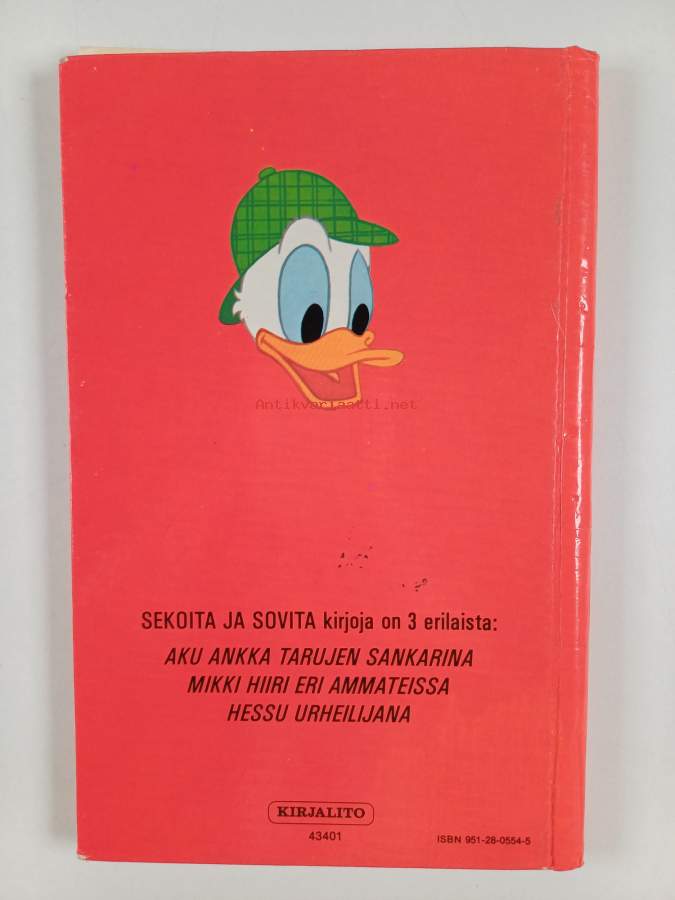 Antikvariaatti.net
SEKOITA JA SOVITA kirjoja on 3 erilaista:
AKU ANKKA TARUJEN SANKARINA
MIKKI HIIRI ERI AMMATEISSA
HESSU URHEILIJANA
KIRJALITO
43401
ISBN 951-28-0554-5